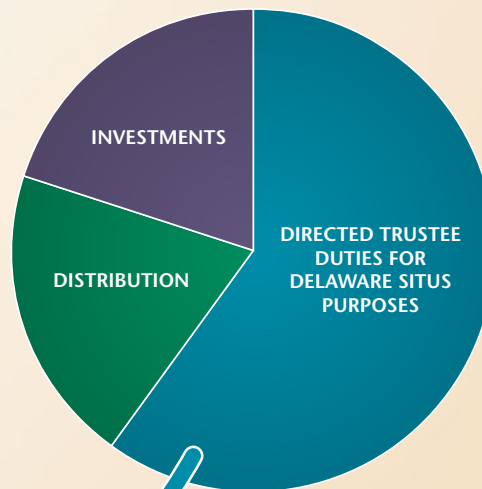 INVESTMENTS
DIRECTED TRUSTEE
DUTIES FOR
DELAWARE SITUS
PURPOSES
DISTRIBUTION